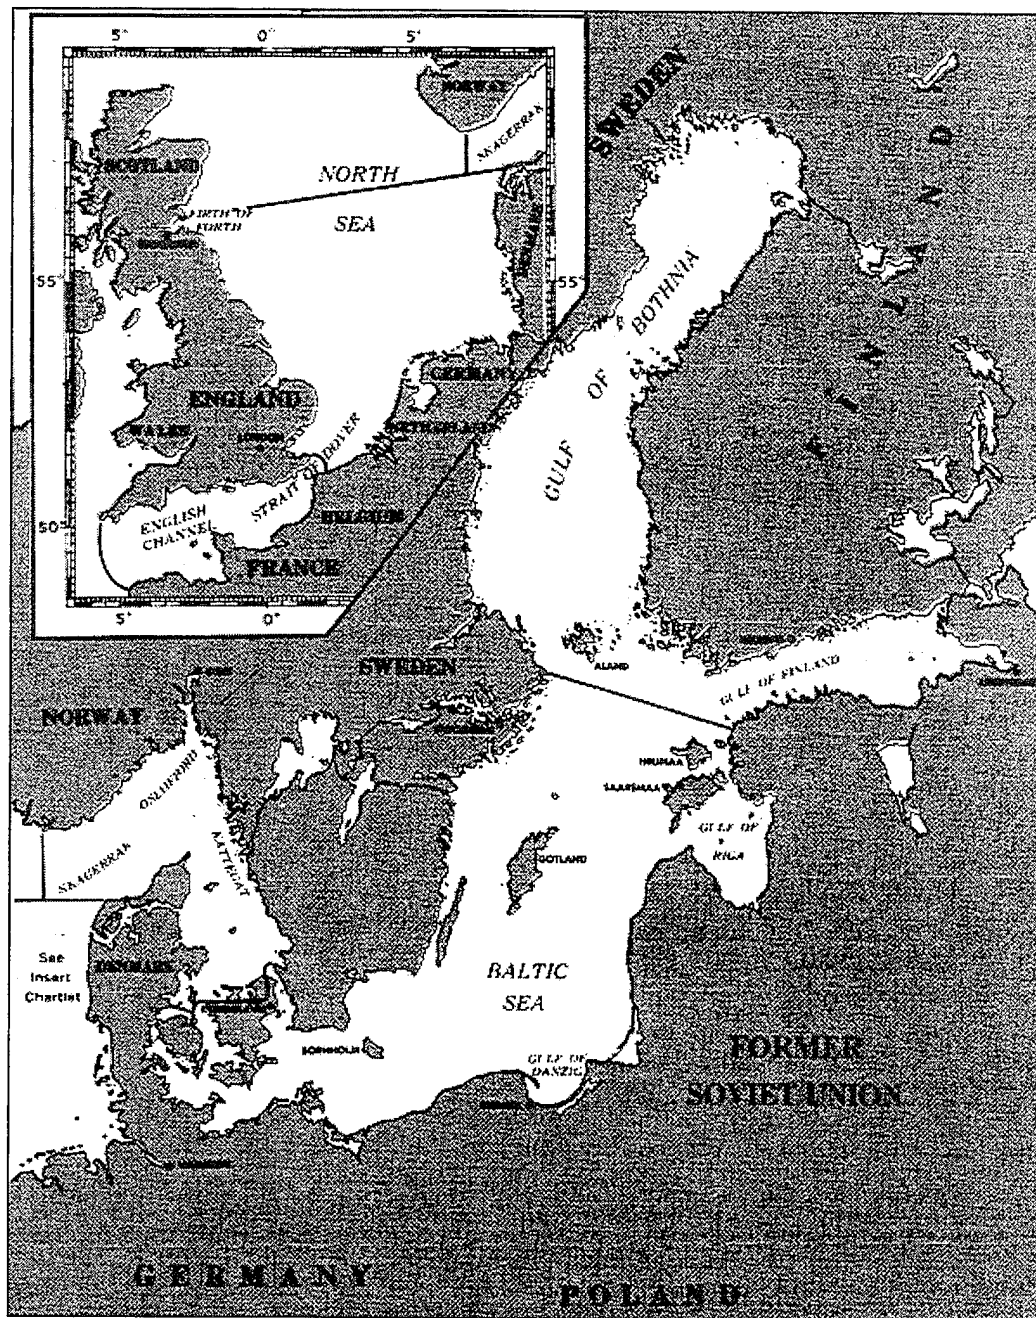 5° 0° 5°
NORWAY
SKAGERRAK
SCOTLAND
NORTH
SEA
FIRTH OF
FORTH
DENMARK
55° 55°
GERMANY
ENGLAND
WALES
LONDON
NETHERLANDS
STRAIT OF DOVER
ENGLISH
CHANNEL
BELGIUM
50°
FRANCE
5° 0°
SWEDEN
FINLAND
GULF OF BOTHNIA
ALAND
GULF OF FINLAND
SWEDEN
NORWAY
OSLOFJORD
SKAGERRAK
KATTEGAT
HIIUMAA
SAAREMAA
GULF OF
RIGA
GOTLAND
See
Insert
Chartlet
DENMARK
BALTIC
SEA
BORNHOLM
GULF OF
DANZIG
FORMER
SOVIET UNION
GERMANY
POLAND